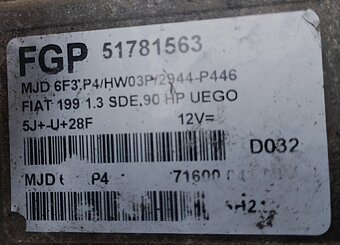 FGP 51781563
MJD 6F3.P4/HW03P/2944-P446
FIAT 199 1.3 SDE,90 HP UEGO
5J+-U+28F 12V=
D032
MJD P4 71600